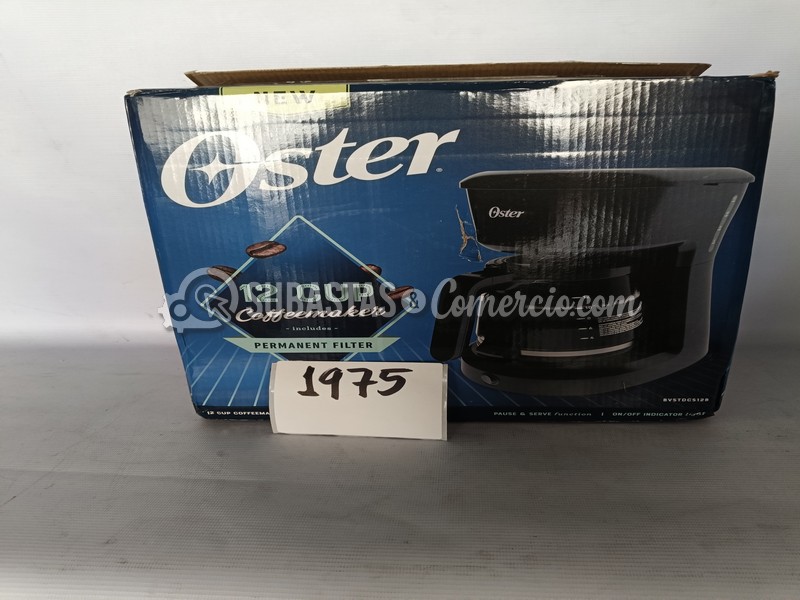 NEW
Oster
Oster
12 CUP
Coffeemaker
- includes -
PERMANENT FILTER
SUBASTAS&Comercio.com
1975
BVSTDCS12B
12 CUP COFFEEMA
PAUSE & SERVE function | ON/OFF INDICATOR light